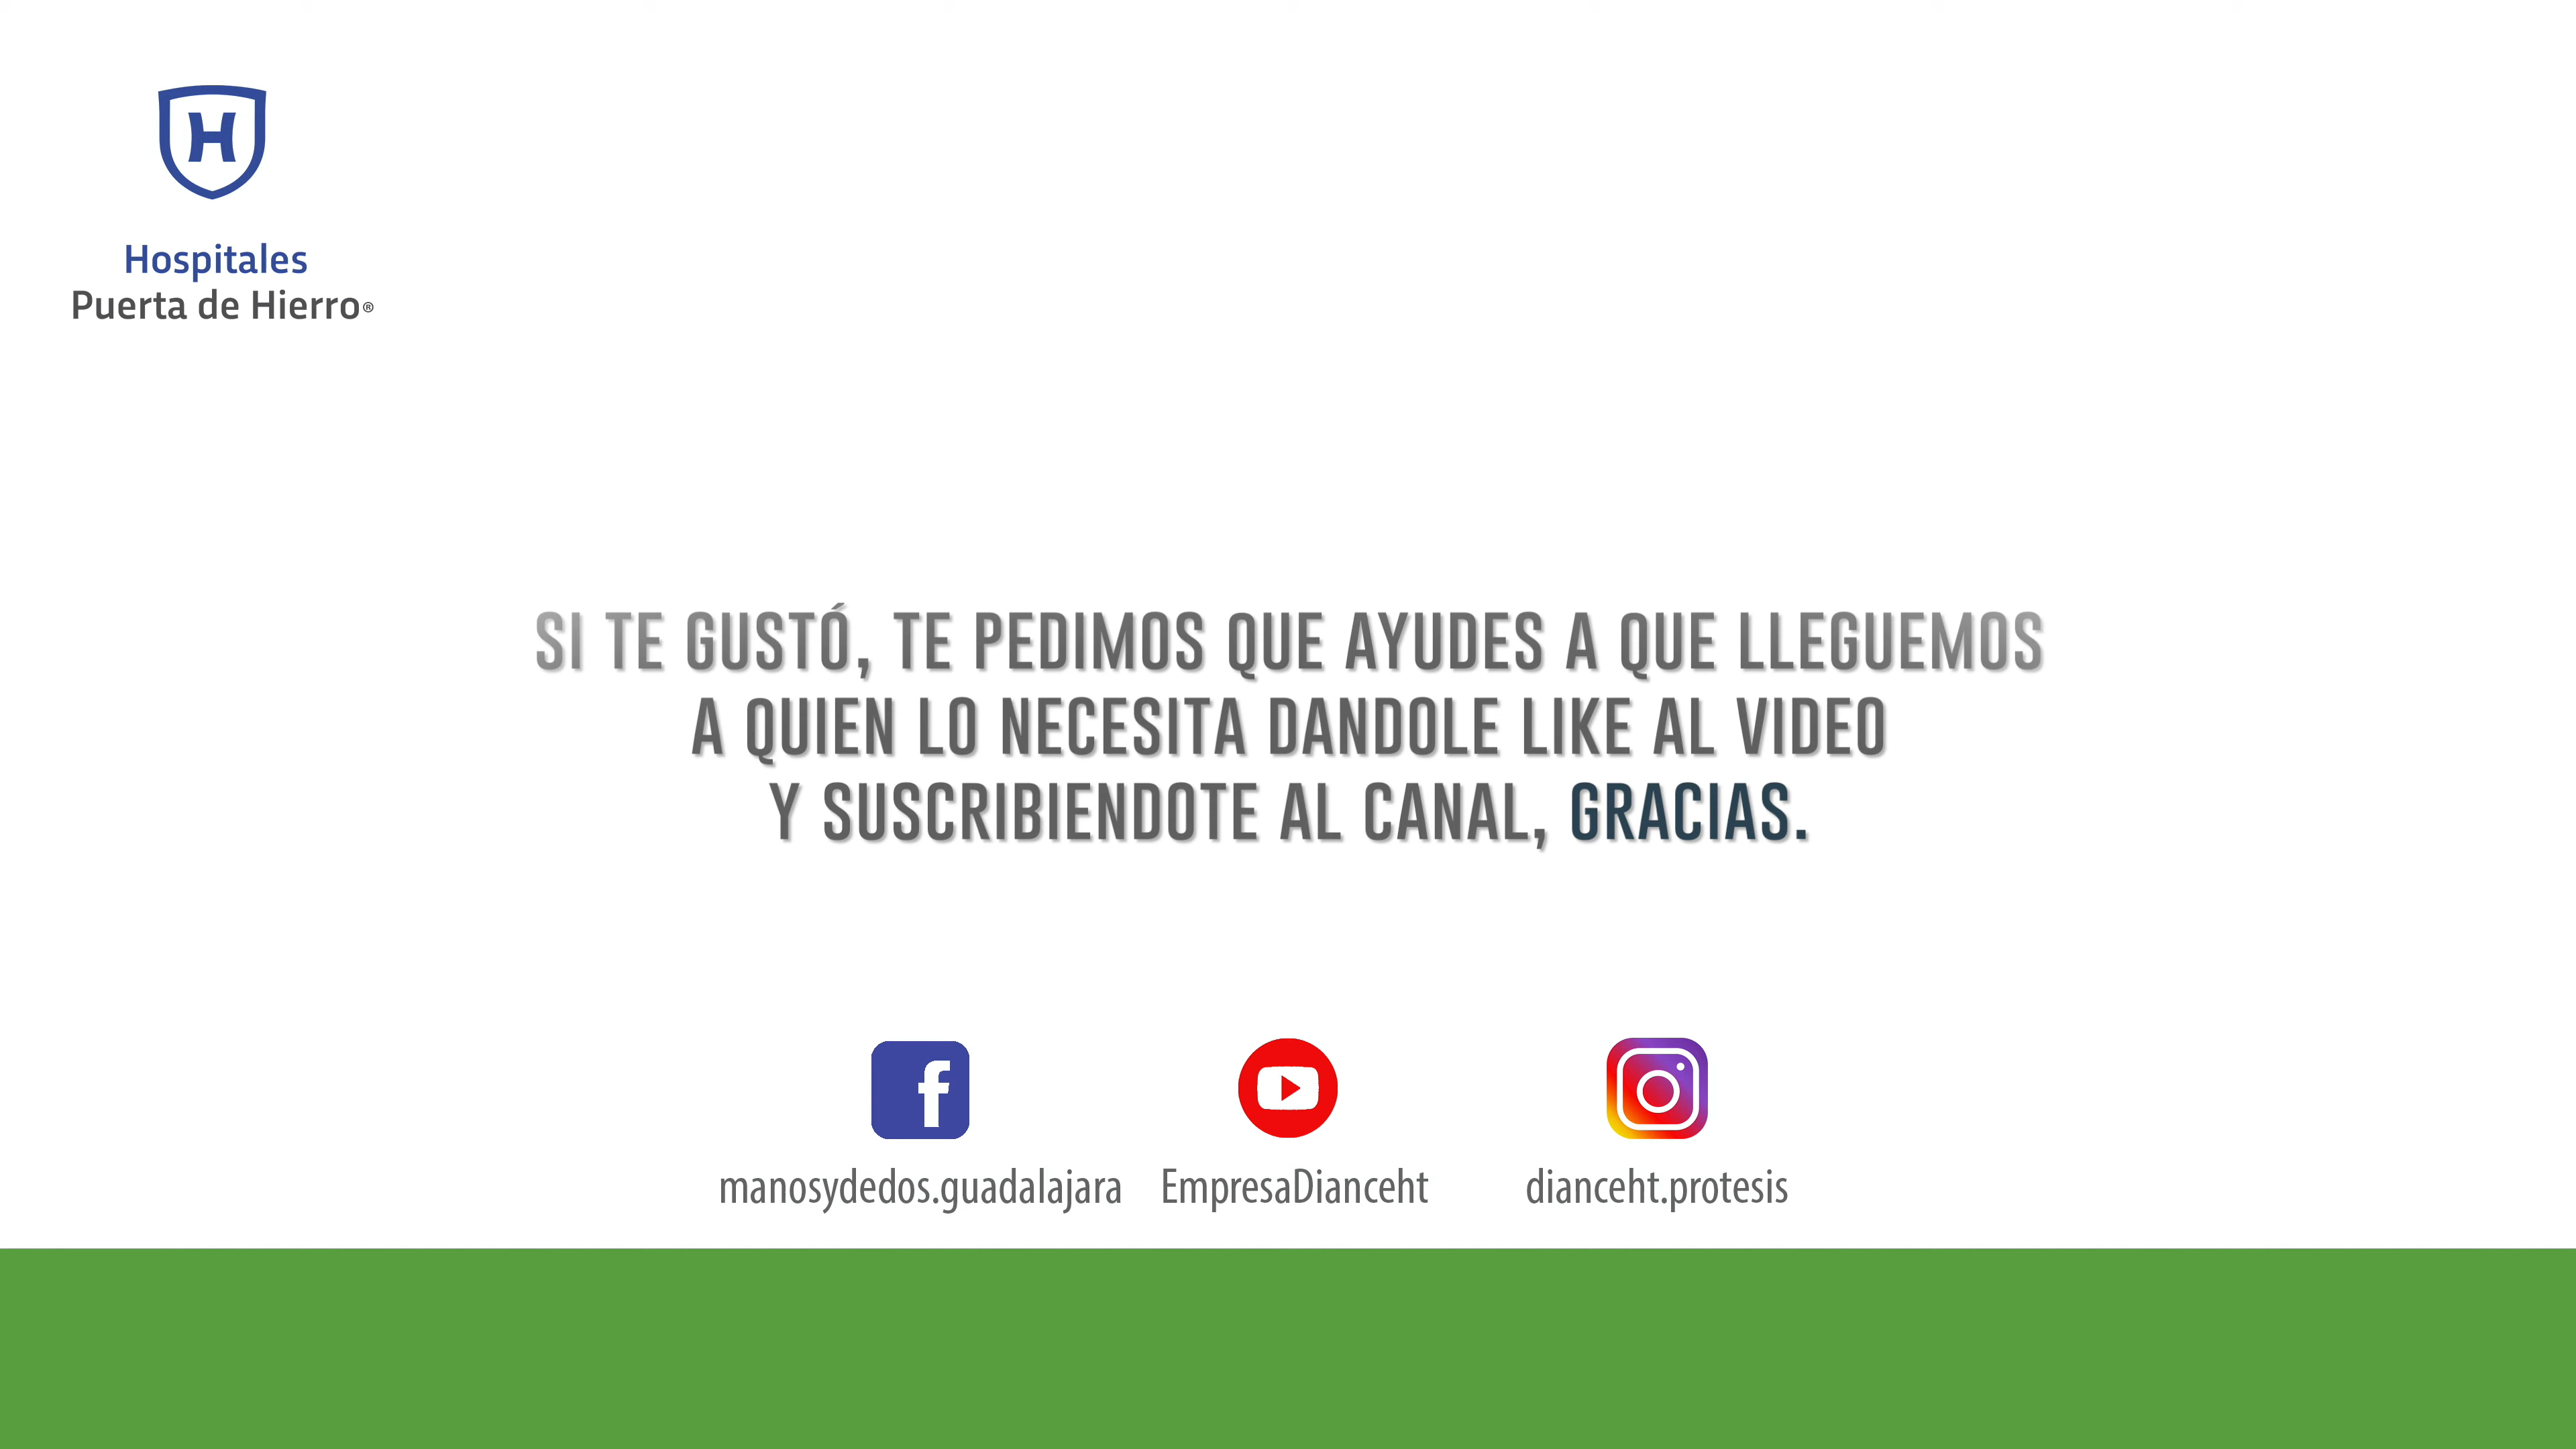 H
Hospitales
Puerta de Hierro®
SI TE GUSTÓ, TE PEDIMOS QUE AYUDES A QUE LLEGUEMOS
A QUIEN LO NECESITA DANDOLE LIKE AL VIDEO
Y SUSCRIBIENDOTE AL CANAL, GRACIAS.
f
manosydedos.guadalajara EmpresaDianceht dianceht.protesis